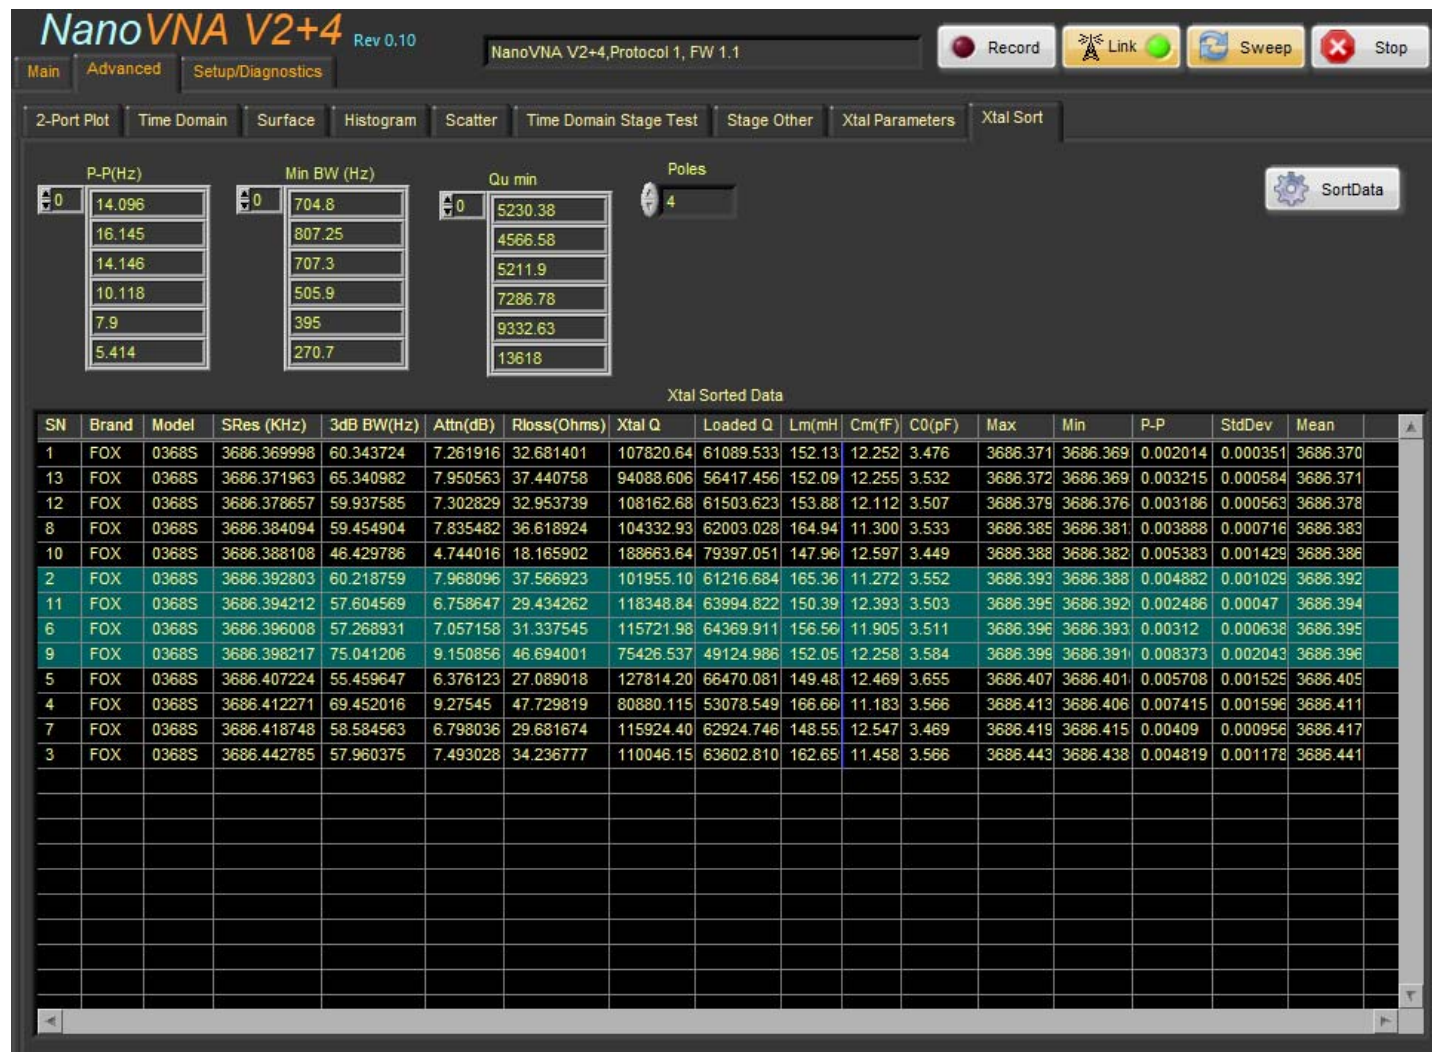 NanoVNA V2+4 Rev 0.10
NanoVNA V2+4,Protocol 1, FW 1.1
Record Link Sweep Stop
Main Advanced Setup/Diagnostics
2-Port Plot Time Domain Surface Histogram Scatter Time Domain Stage Test Stage Other Xtal Parameters Xtal Sort
P-P(Hz) Min BW (Hz) Qu min Poles
0 14.096 0 704.8 0 5230.38 4 SortData
16.145 807.25 4566.58
14.146 707.3 5211.9
10.118 505.9 7286.78
7.9 395 9332.63
5.414 270.7 13618
Xtal Sorted Data
SN Brand Model SRes (KHz) 3dB BW(Hz) Attn(dB) Rloss(Ohms) Xtal Q Loaded Q Lm(mH Cm(fF) C0(pF) Max Min P-P StdDev Mean
1 FOX 0368S 3686.369998 60.343724 7.261916 32.681401 107820.64 61089.533 152.13 12.252 3.476 3686.371 3686.369 0.002014 0.000351 3686.370
13 FOX 0368S 3686.371963 65.340982 7.950563 37.440758 94088.606 56417.456 152.09 12.255 3.532 3686.372 3686.369 0.003215 0.000584 3686.371
12 FOX 0368S 3686.378657 59.937585 7.302829 32.953739 108162.68 61503.623 153.88 12.112 3.507 3686.379 3686.376 0.003186 0.000563 3686.378
8 FOX 0368S 3686.384094 59.454904 7.835482 36.618924 104332.93 62003.028 164.94 11.300 3.533 3686.385 3686.381 0.003888 0.000716 3686.383
10 FOX 0368S 3686.388108 46.429786 4.744016 18.165902 188663.64 79397.051 147.96 12.597 3.449 3686.388 3686.382 0.005383 0.001429 3686.386
2 FOX 0368S 3686.392803 60.218759 7.968096 37.566923 101955.10 61216.684 165.36 11.272 3.552 3686.393 3686.388 0.004882 0.001029 3686.392
11 FOX 0368S 3686.394212 57.604569 6.758647 29.434262 118348.84 63994.822 150.39 12.393 3.503 3686.395 3686.392 0.002486 0.00047 3686.394
6 FOX 0368S 3686.396008 57.268931 7.057158 31.337545 115721.98 64369.911 156.56 11.905 3.511 3686.396 3686.393 0.00312 0.000638 3686.395
9 FOX 0368S 3686.398217 75.041206 9.150856 46.694001 75426.537 49124.986 152.05 12.258 3.584 3686.399 3686.391 0.008373 0.002043 3686.396
5 FOX 0368S 3686.407224 55.459647 6.376123 27.089018 127814.20 66470.081 149.48 12.469 3.655 3686.407 3686.401 0.005708 0.001525 3686.405
4 FOX 0368S 3686.412271 69.452016 9.27545 47.729819 80880.115 53078.549 166.66 11.183 3.566 3686.413 3686.406 0.007415 0.001596 3686.411
7 FOX 0368S 3686.418748 58.584563 6.798036 29.681674 115924.40 62924.746 148.55 12.547 3.469 3686.419 3686.415 0.00409 0.000956 3686.417
3 FOX 0368S 3686.442785 57.960375 7.493028 34.236777 110046.15 63602.810 162.65 11.458 3.566 3686.443 3686.438 0.004819 0.001178 3686.441